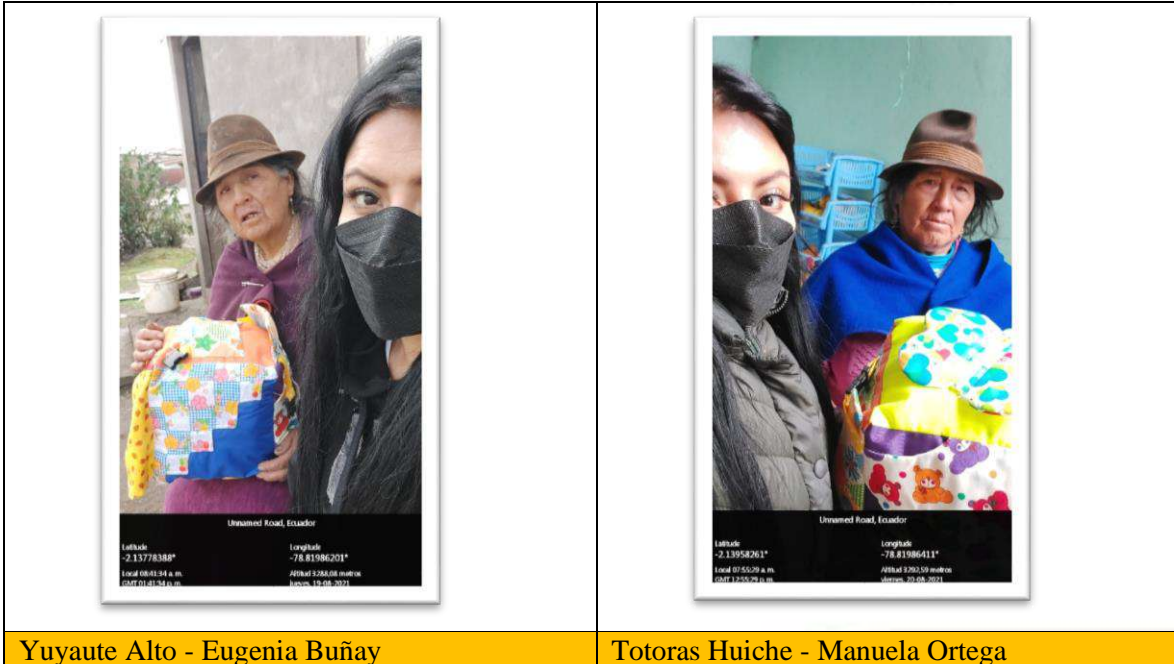 Unnamed Road, Ecuador
Latitude
-2.13778388°
Longitude
-78.81986201°
Local 08:41:34 a. m.
GMT 01:41:34 p. m.
Altitud 3288,08 metros
jueves, 19-08-2021
Unnamed Road, Ecuador
Latitude
-2.13958261°
Longitude
-78.81986411°
Local 07:55:29 a. m.
GMT 12:55:29 p. m.
Altitud 3292,59 metros
viernes, 20-08-2021
Yuyaute Alto - Eugenia Buñay
Totoras Huiche - Manuela Ortega